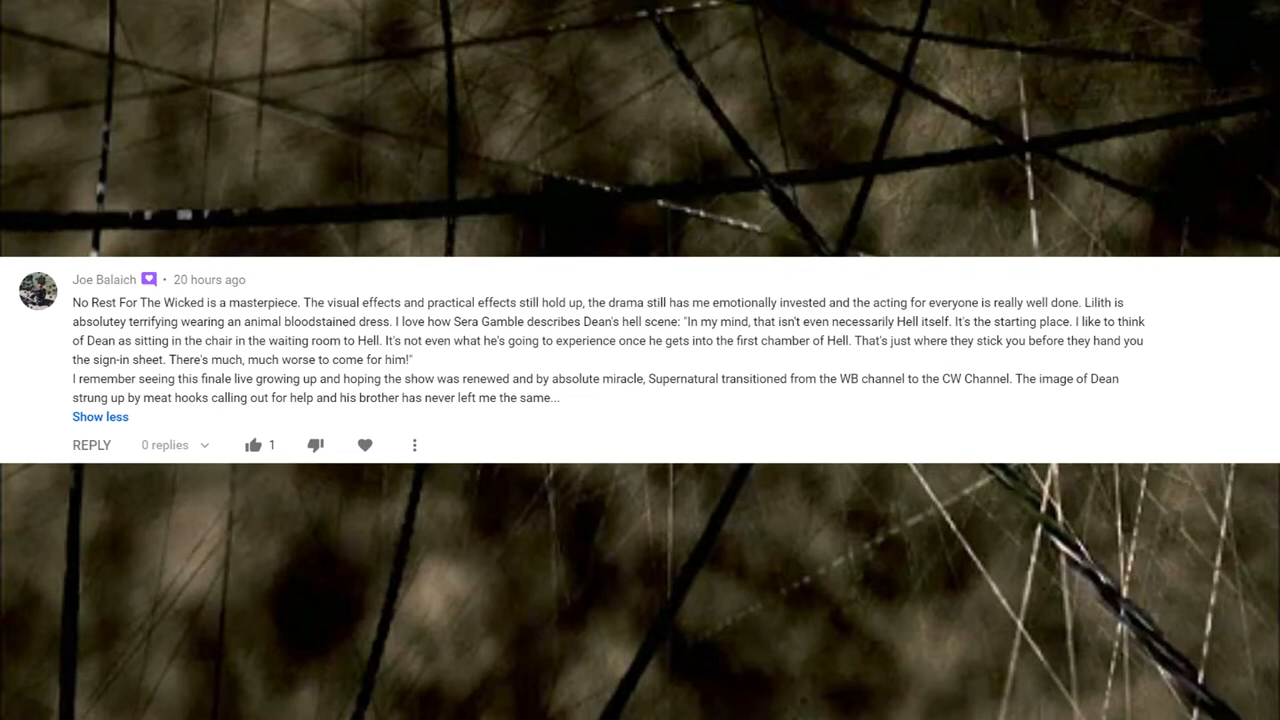 Joe Balaich • 20 hours ago
No Rest For The Wicked is a masterpiece. The visual effects and practical effects still hold up, the drama still has me emotionally invested and the acting for everyone is really well done. Lilith is
absolutey terrifying wearing an animal bloodstained dress. I love how Sera Gamble describes Dean's hell scene: "In my mind, that isn't even necessarily Hell itself. It's the starting place. I like to think
of Dean as sitting in the chair in the waiting room to Hell. It's not even what he's going to experience once he gets into the first chamber of Hell. That's just where they stick you before they hand you
the sign-in sheet. There's much, much worse to come for him!"
I remember seeing this finale live growing up and hoping the show was renewed and by absolute miracle, Supernatural transitioned from the WB channel to the CW Channel. The image of Dean
strung up by meat hooks calling out for help and his brother has never left me the same...
Show less
REPLY 0 replies 1